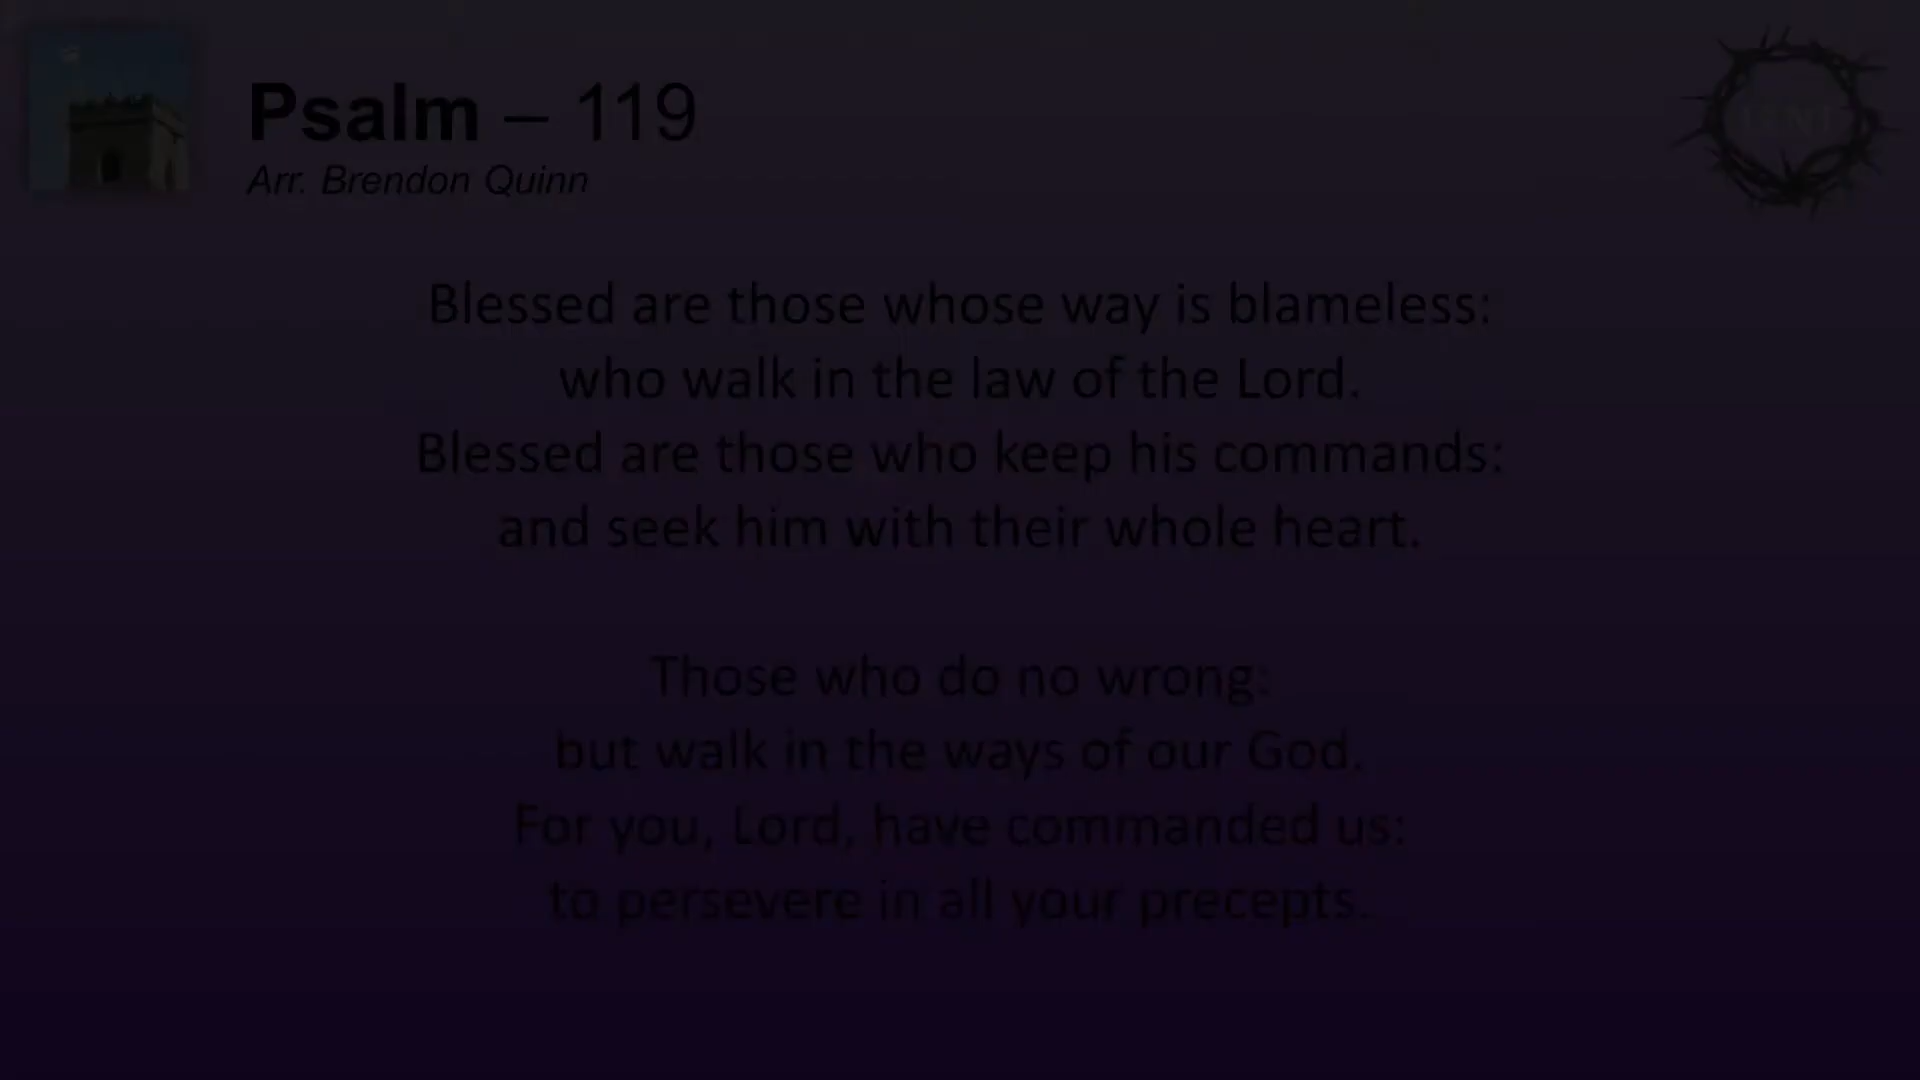 Psalm – 119
Arr. Brendon Quinn
Blessed are those whose way is blameless:
who walk in the law of the Lord.
Blessed are those who keep his commands:
and seek him with their whole heart.
Those who do no wrong:
but walk in the ways of our God.
For you, Lord, have commanded us:
to persevere in all your precepts.